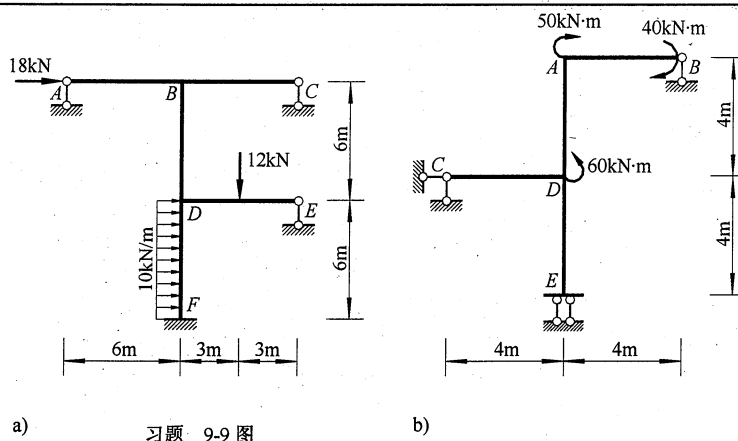 18kN
A
B
C
12kN
D
E
10kN/m
F
6m
6m
6m
3m
3m
a)
习题 9-9 图
50kN·m
40kN·m
A
B
C
60kN·m
D
E
4m
4m
4m
4m
b)